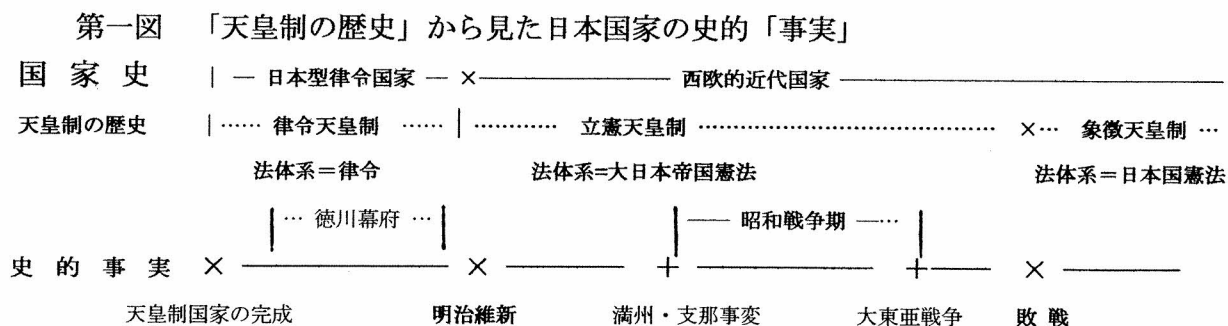 第一図 「天皇制の歴史」から見た日本国家の史的「事実」
国家史 | ― 日本型律令国家 ― ×――――― 西欧的近代国家 ―――――
天皇制の歴史 | …… 律令天皇制 …… | ………… 立憲天皇制 ……………………… ×… 象徴天皇制 …
法体系＝律令 法体系=大日本帝国憲法 法体系＝日本国憲法
… 徳川幕府 … ―― 昭和戦争期 ―…
史的事実 × ――――― × ――― + ――――― + ―― × ―――
天皇制国家の完成 明治維新 満州・支那事変 大東亜戦争 敗戦